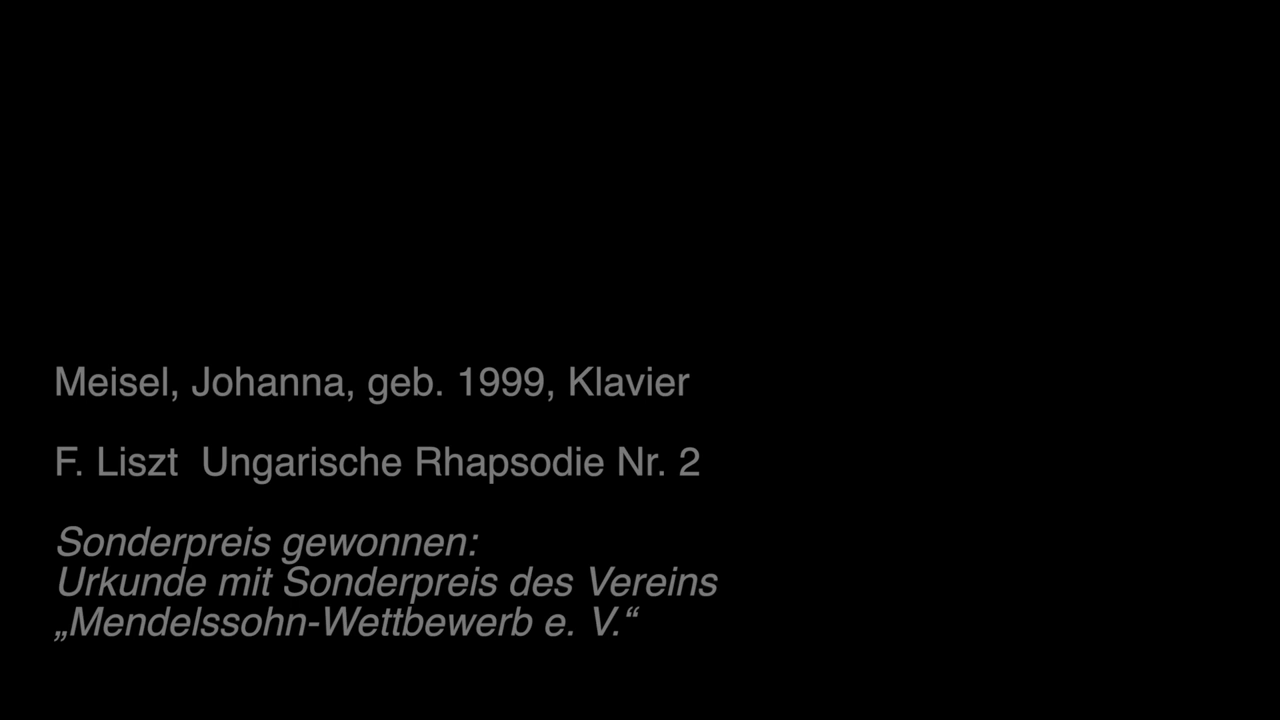 Meisel, Johanna, geb. 1999, Klavier
F. Liszt  Ungarische Rhapsodie Nr. 2
Sonderpreis gewonnen:
Urkunde mit Sonderpreis des Vereins
„Mendelssohn-Wettbewerb e. V.“